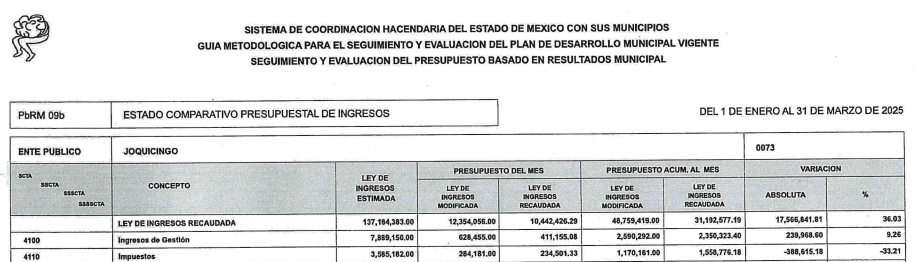 SISTEMA DE COORDINACION HACENDARIA DEL ESTADO DE MEXICO CON SUS MUNICIPIOS
GUIA METODOLOGICA PARA EL SEGUIMIENTO Y EVALUACION DEL PLAN DE DESARROLLO MUNICIPAL VIGENTE
SEGUIMIENTO Y EVALUACION DEL PRESUPUESTO BASADO EN RESULTADOS MUNICIPAL
PbRM 09b ESTADO COMPARATIVO PRESUPUESTAL DE INGRESOS DEL 1 DE ENERO AL 31 DE MARZO DE 2025
ENTE PUBLICO JOQUICINGO 0073
SCTA SSCTA SSSCTA SSSSCTA CONCEPTO LEY DE INGRESOS ESTIMADA PRESUPUESTO DEL MES PRESUPUESTO ACUM. AL MES VARIACION
LEY DE INGRESOS MODIFICADA LEY DE INGRESOS RECAUDADA LEY DE INGRESOS MODIFICADA LEY DE INGRESOS RECAUDADA ABSOLUTA %
LEY DE INGRESOS RECAUDADA 137,184,383.00 12,354,056.00 10,442,426.29 48,759,419.00 31,192,577.19 17,566,841.81 36.03
4100 Ingresos de Gestión 7,889,150.00 628,455.00 411,155.08 2,590,292.00 2,350,323.40 239,968.60 9.26
4110 Impuestos 3,585,182.00 284,181.00 234,501.33 1,170,161.00 1,558,776.18 -388,615.18 -33.21